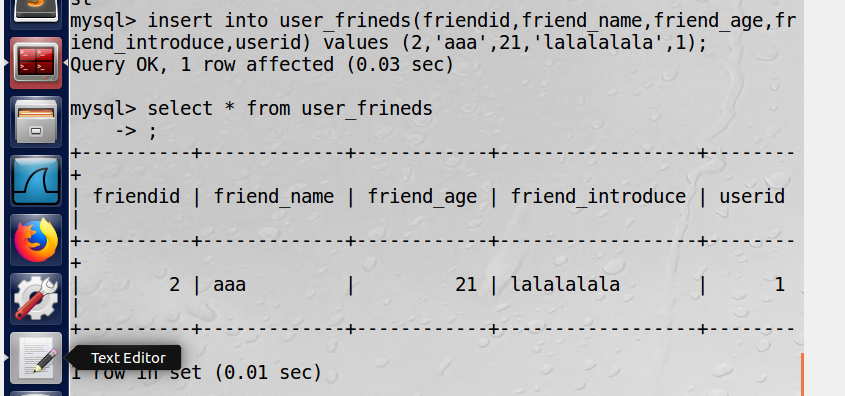 mysql> insert into user_frineds(friendid,friend_name,friend_age,fr
iend_introduce,userid) values (2,'aaa',21,'lalalalala',1);
Query OK, 1 row affected (0.03 sec)
mysql> select * from user_frineds
    -> ;
+----------+-------------+------------+------------------+--------
+
| friendid | friend_name | friend_age | friend_introduce | userid 
|
+----------+-------------+------------+------------------+--------
+
|        2 | aaa         |         21 | lalalalala       |      1 
|
+----------+-------------+------------+------------------+--------
Text Editor
1 row in set (0.01 sec)